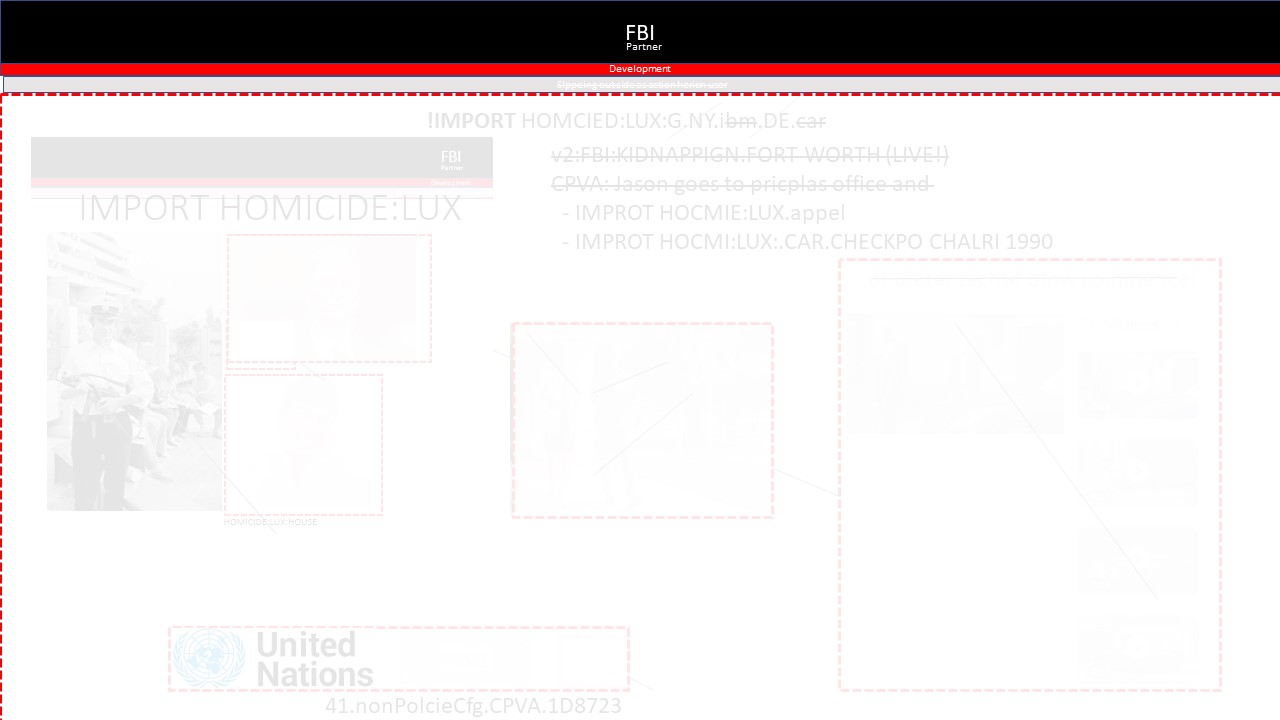 FBI
Partner
Development
!IMPORT HOMCIED:LUX:G.NY.ibm.DE.car
v2:FBI:KIDNAPPIGN.FORT WORTH (LIVE!)
CPVA: Jason goes to pricplas office and
- IMPROT HOCMIE:LUX.appel
- IMPROT HOCMI:LUX:.CAR.CHECKPO CHALRI 1990
FBI
Partner
Development
IMPORT HOMICIDE:LUX
HOMICIDE:LUX:HOUSE
United
Nations
41.nonPolcieCfg.CPVA.1D8723